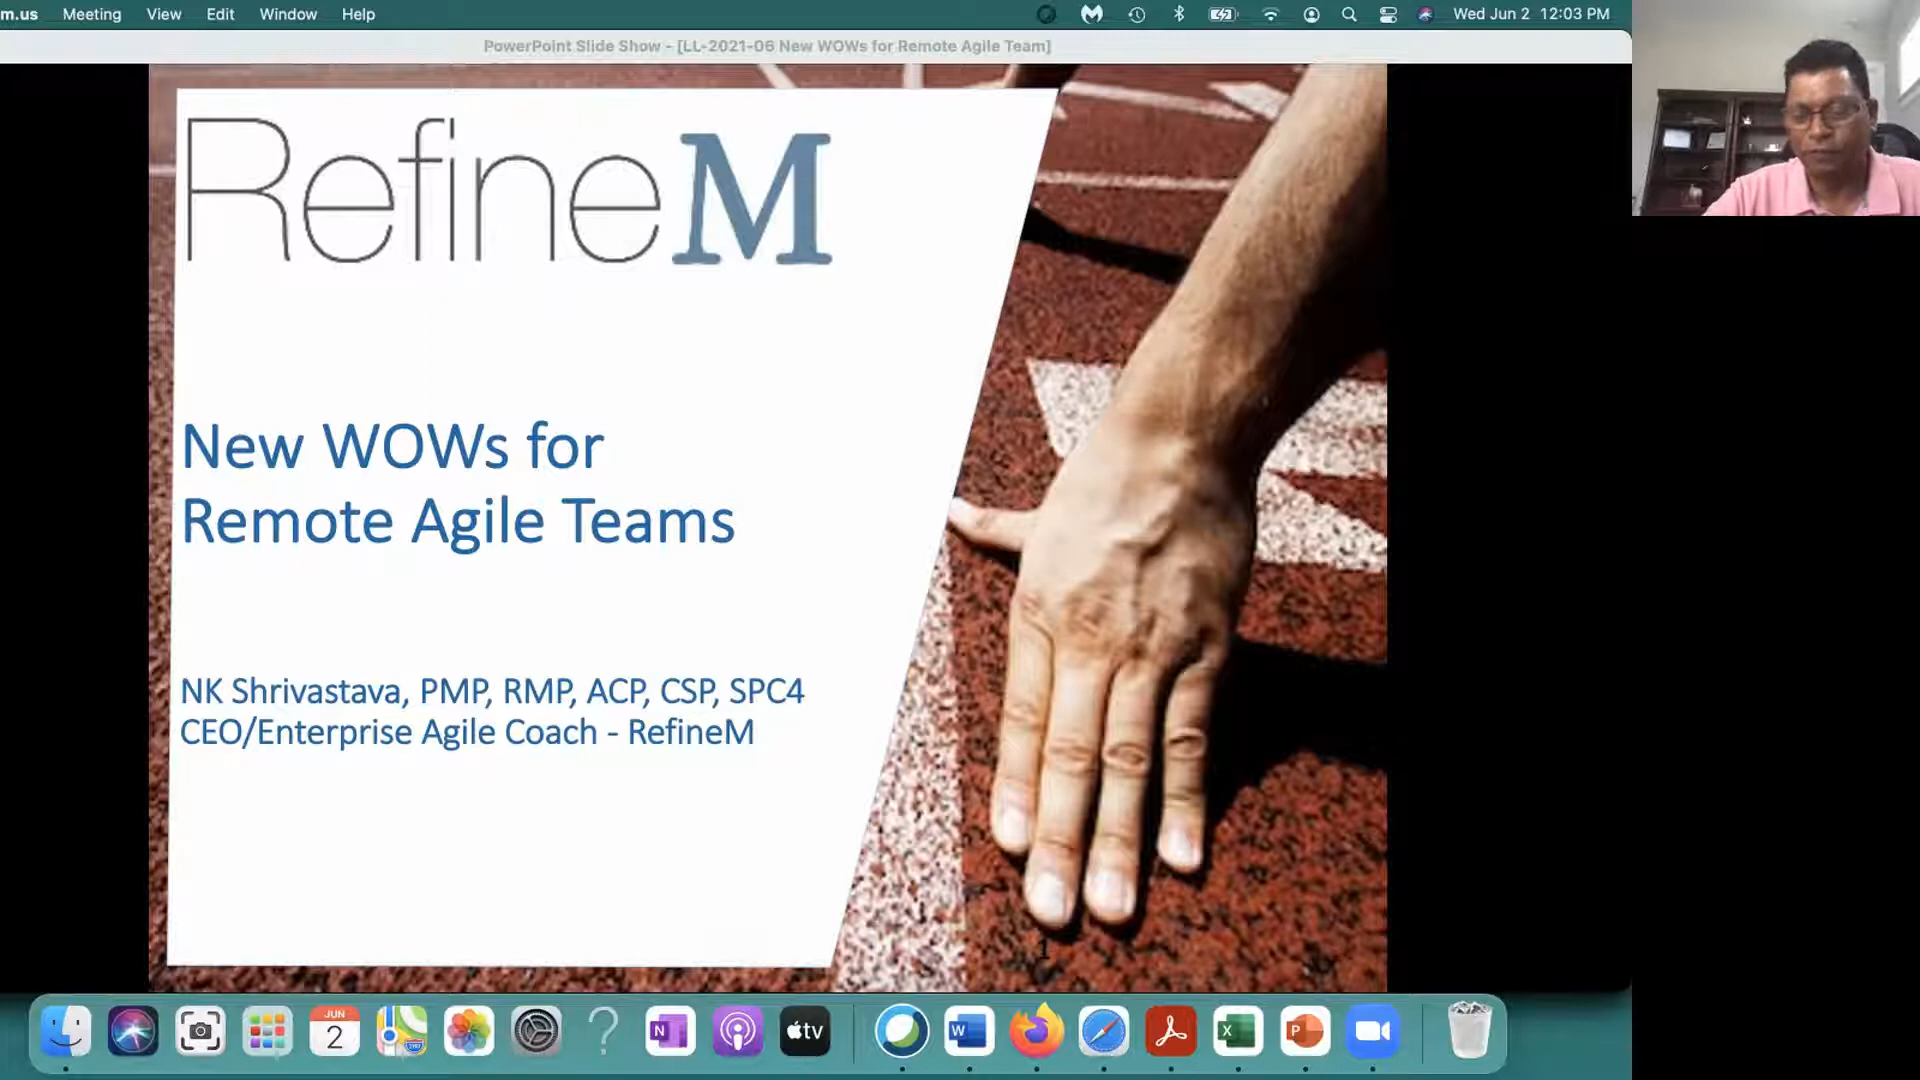 m.us Meeting View Edit Window Help Wed Jun 2 12:03 PM
PowerPoint Slide Show - [LL-2021-06 New WOWs for Remote Agile Team]
RefineM
New WOWs for
Remote Agile Teams
NK Shrivastava, PMP, RMP, ACP, CSP, SPC4
CEO/Enterprise Agile Coach - RefineM
1
JUN
2
N
tv
W
X
P